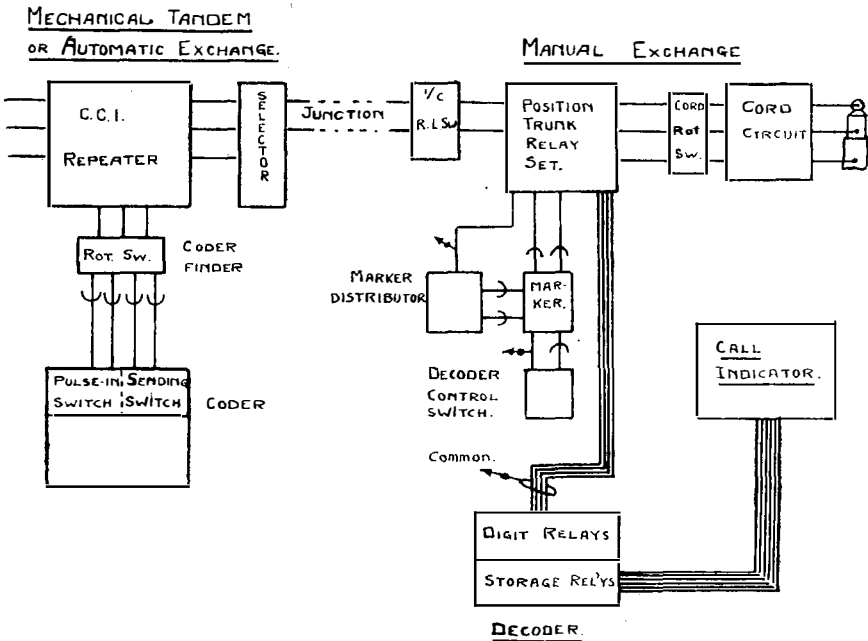 MECHANICAL TANDEM
OR AUTOMATIC EXCHANGE.
MANUAL EXCHANGE
C.C.I.
REPEATER
SELECTOR
JUNCTION
I/C
R.L SW
POSITION
TRUNK
RELAY
SET.
CORD
ROT
SW.
CORD
CIRCUIT
ROT. SW.
CODER
FINDER
MARKER
DISTRIBUTOR
MAR-
KER.
PULSE-IN SENDING
SWITCH SWITCH
CODER
DECODER
CONTROL
SWITCH.
CALL
INDICATOR.
COMMON.
DIGIT RELAYS
STORAGE REL'YS
DECODER.